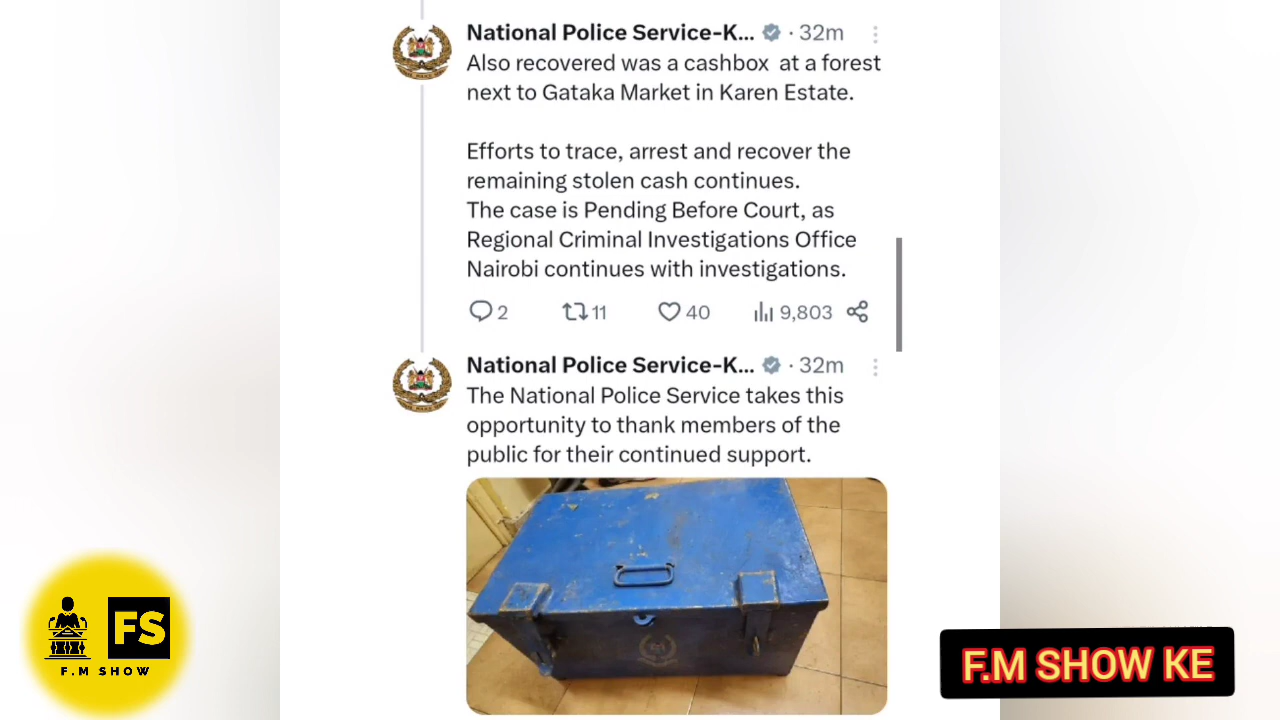 National Police Service-K... · 32m
Also recovered was a cashbox at a forest
next to Gataka Market in Karen Estate.
Efforts to trace, arrest and recover the
remaining stolen cash continues.
The case is Pending Before Court, as
Regional Criminal Investigations Office
Nairobi continues with investigations.
2 11 40 9,803
National Police Service-K... · 32m
The National Police Service takes this
opportunity to thank members of the
public for their continued support.
FS
F.M SHOW
F.M SHOW KE